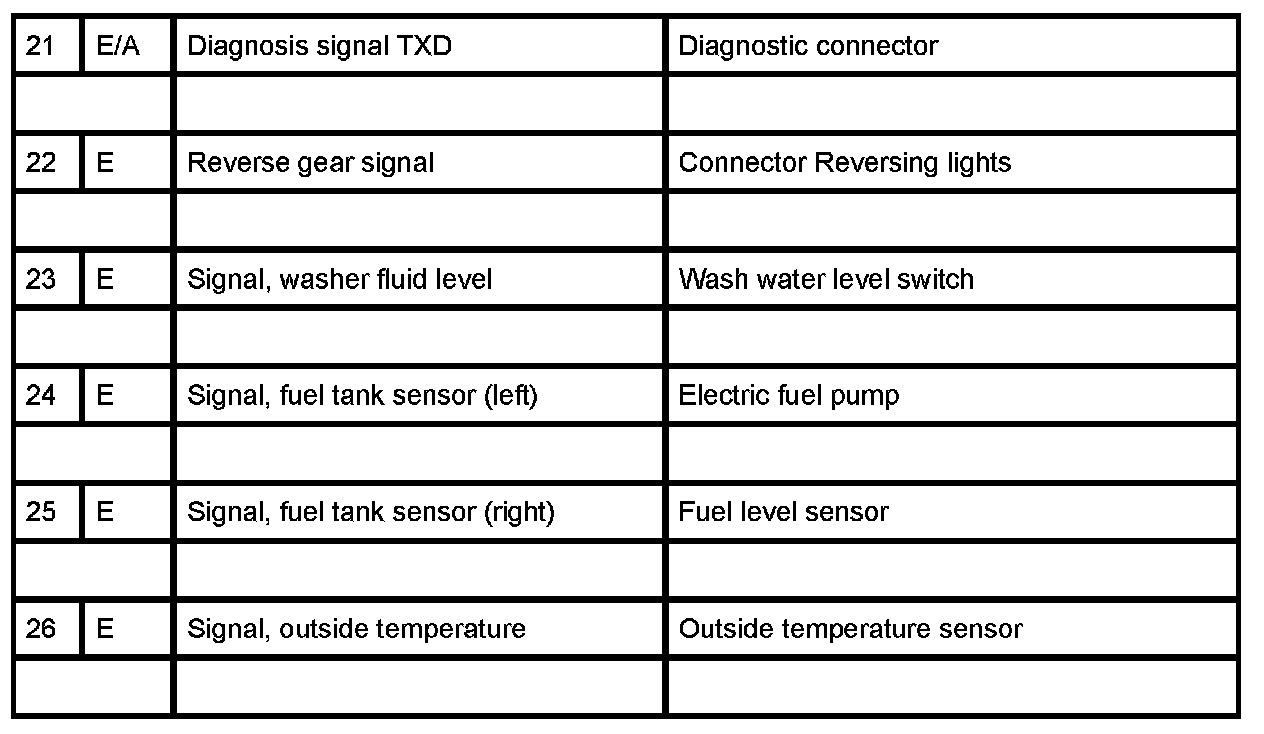 21 E/A Diagnosis signal TXD Diagnostic connector
22 E Reverse gear signal Connector Reversing lights
23 E Signal, washer fluid level Wash water level switch
24 E Signal, fuel tank sensor (left) Electric fuel pump
25 E Signal, fuel tank sensor (right) Fuel level sensor
26 E Signal, outside temperature Outside temperature sensor